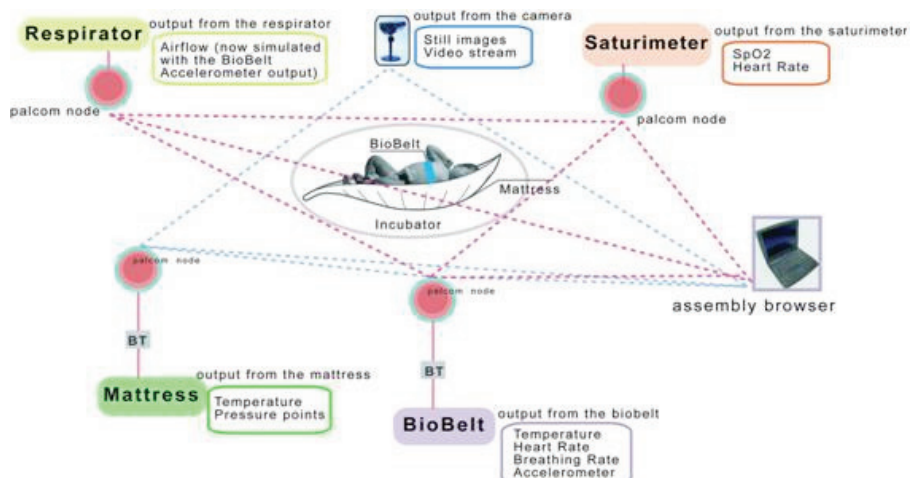 output from the respirator
Respirator
Airflow (now simulated
with the BioBelt
Accelerometer output)
palcom node
output from the camera
Still images
Video stream
output from the saturimeter
Saturimeter
SpO2
Heart Rate
palcom node
BioBelt
Mattress
Incubator
palcom node
palcom node
assembly browser
BT
BT
output from the mattress
Mattress
Temperature
Pressure points
output from the biobelt
BioBelt
Temperature
Heart Rate
Breathing Rate
Accelerometer